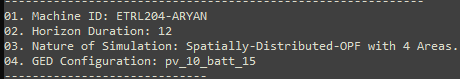 01. Machine ID: ETRL204-ARYAN
02. Horizon Duration: 12
03. Nature of Simulation: Spatially-Distributed-OPF with 4 Areas.
04. GED Configuration: pv_10_batt_15